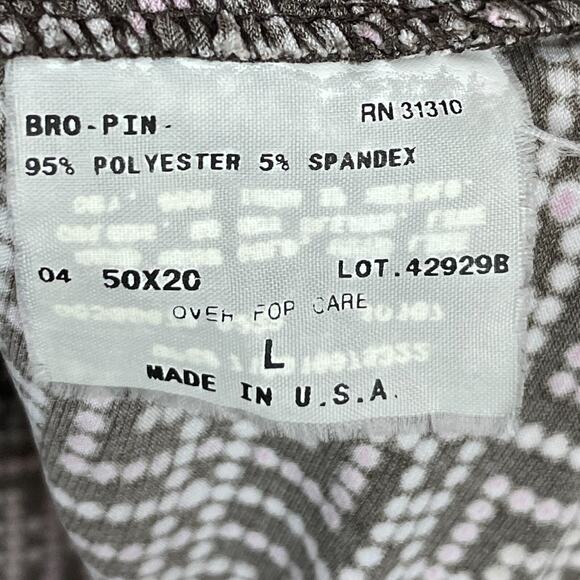 BRO-PIN- RN 31310
95% POLYESTER 5% SPANDEX
04 50X20 LOT.42929B
OVER FOR CARE
L
MADE IN U.S.A.